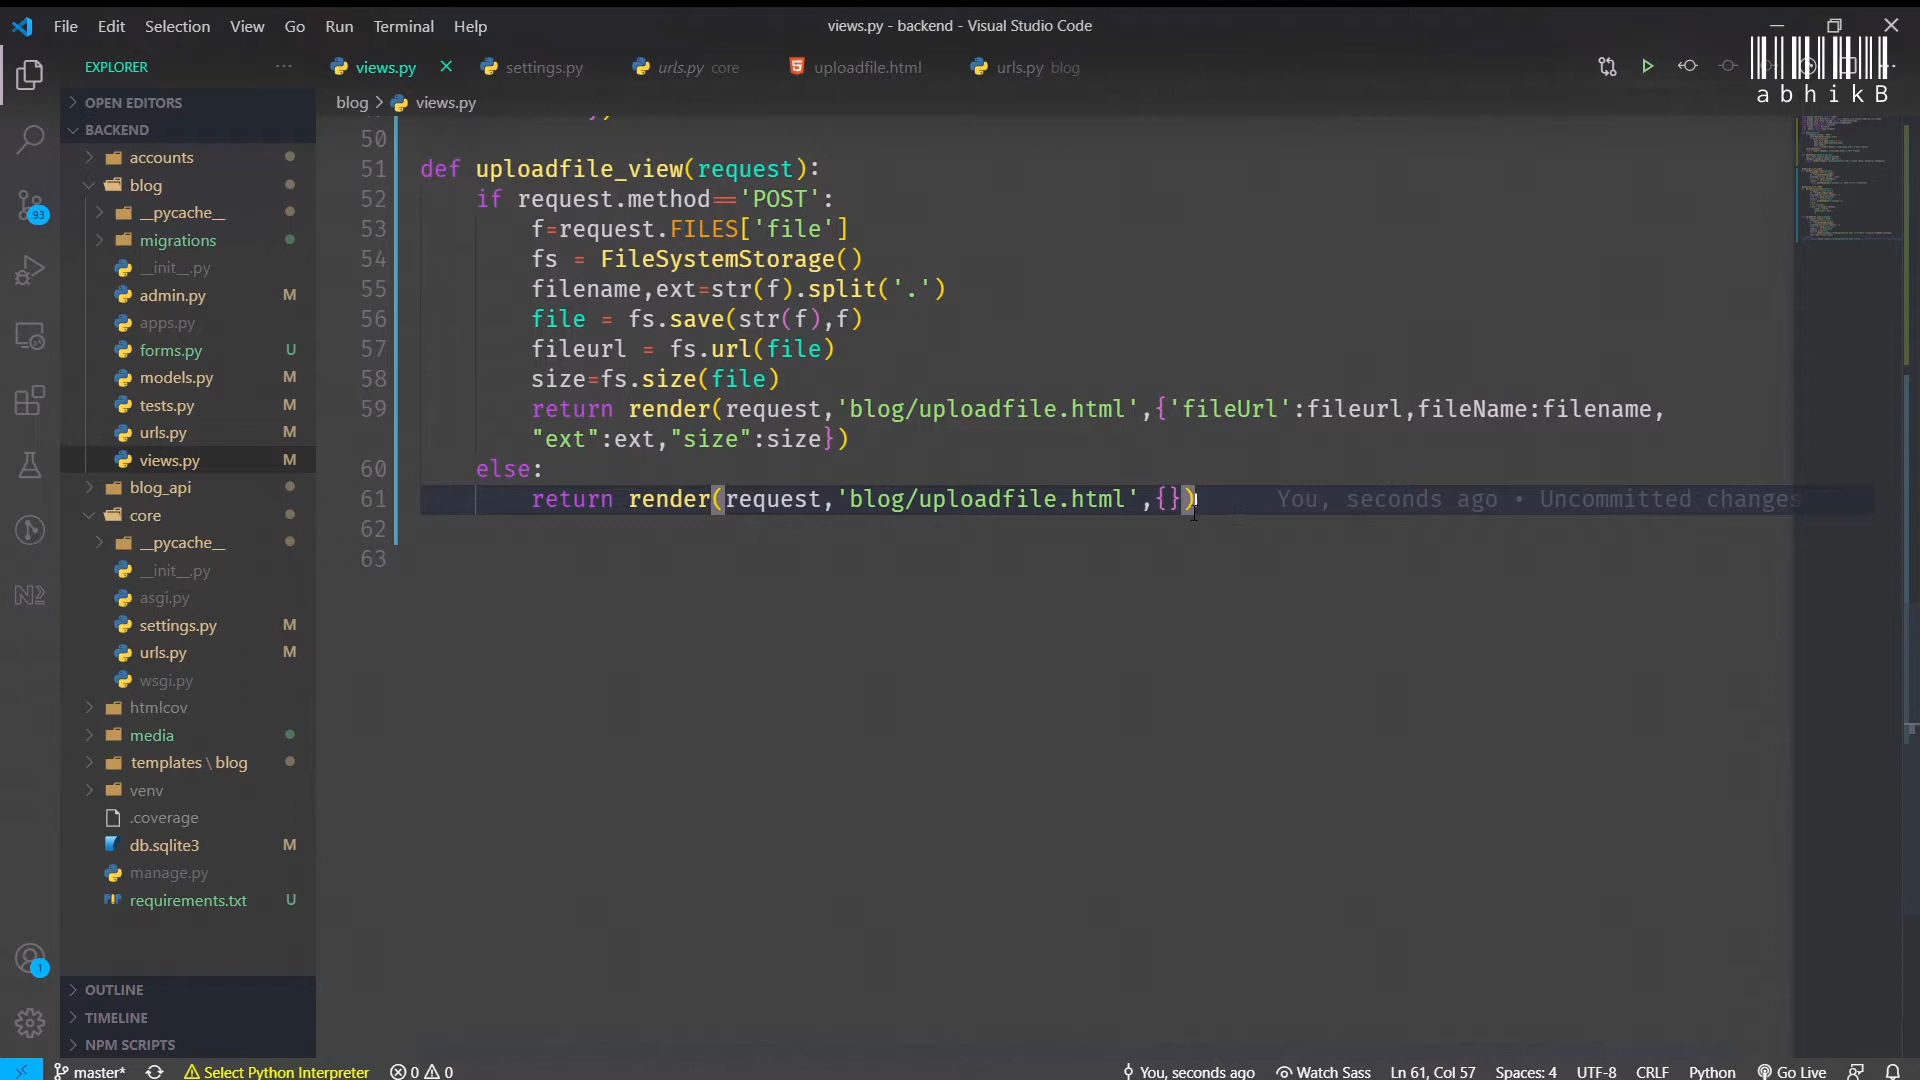 File Edit Selection View Go Run Terminal Help
views.py - backend - Visual Studio Code
EXPLORER
views.py
settings.py
urls.py core
uploadfile.html
urls.py blog
abhikB
OPEN EDITORS
BACKEND
accounts
blog
__pycache__
migrations
__init__.py
admin.py M
apps.py
forms.py U
models.py M
tests.py M
urls.py M
views.py M
blog_api
core
__pycache__
__init__.py
asgi.py
settings.py M
urls.py M
wsgi.py
htmlcov
media
templates \ blog
venv
.coverage
db.sqlite3 M
manage.py
requirements.txt U
OUTLINE
TIMELINE
NPM SCRIPTS
93
1
blog > views.py
50
51 def uploadfile_view(request):
52 if request.method=='POST':
53 f=request.FILES['file']
54 fs = FileSystemStorage()
55 filename,ext=str(f).split('.')
56 file = fs.save(str(f),f)
57 fileurl = fs.url(file)
58 size=fs.size(file)
59 return render(request,'blog/uploadfile.html',{'fileUrl':fileurl,fileName:filename,
"ext":ext,"size":size})
60 else:
61 return render(request,'blog/uploadfile.html',{}) You, seconds ago • Uncommitted changes
62
63
master* Select Python Interpreter 0 0 You, seconds ago Watch Sass Ln 61, Col 57 Spaces: 4 UTF-8 CRLF Python Go Live